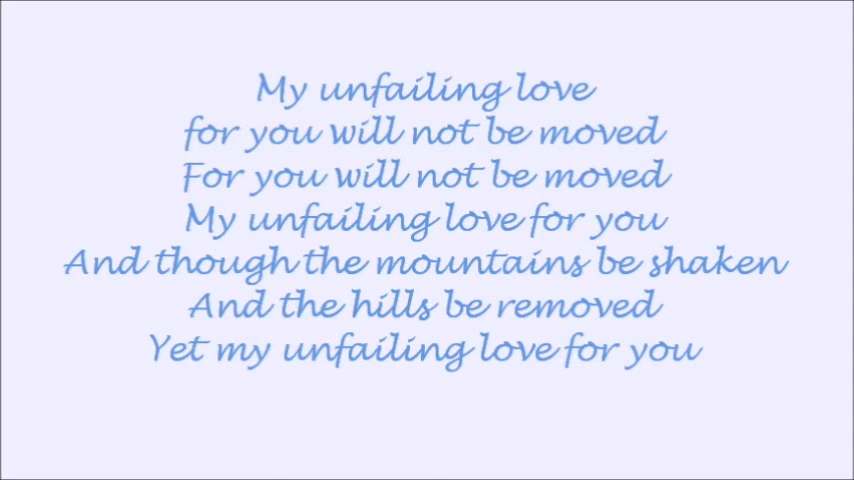 My unfailing love
for you will not be moved
For you will not be moved
My unfailing love for you
And though the mountains be shaken
And the hills be removed
Yet my unfailing love for you